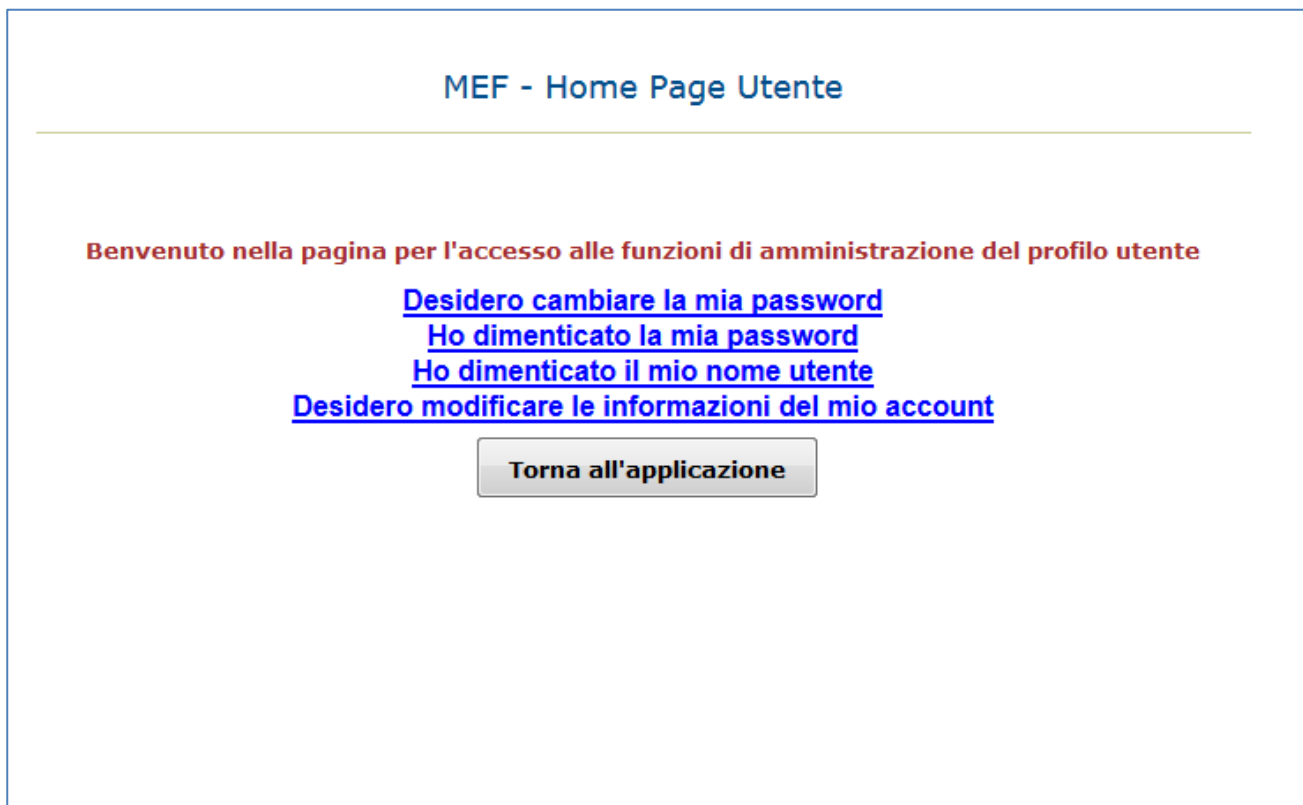 MEF - Home Page Utente
Benvenuto nella pagina per l'accesso alle funzioni di amministrazione del profilo utente
Desidero cambiare la mia password
Ho dimenticato la mia password
Ho dimenticato il mio nome utente
Desidero modificare le informazioni del mio account
Torna all'applicazione